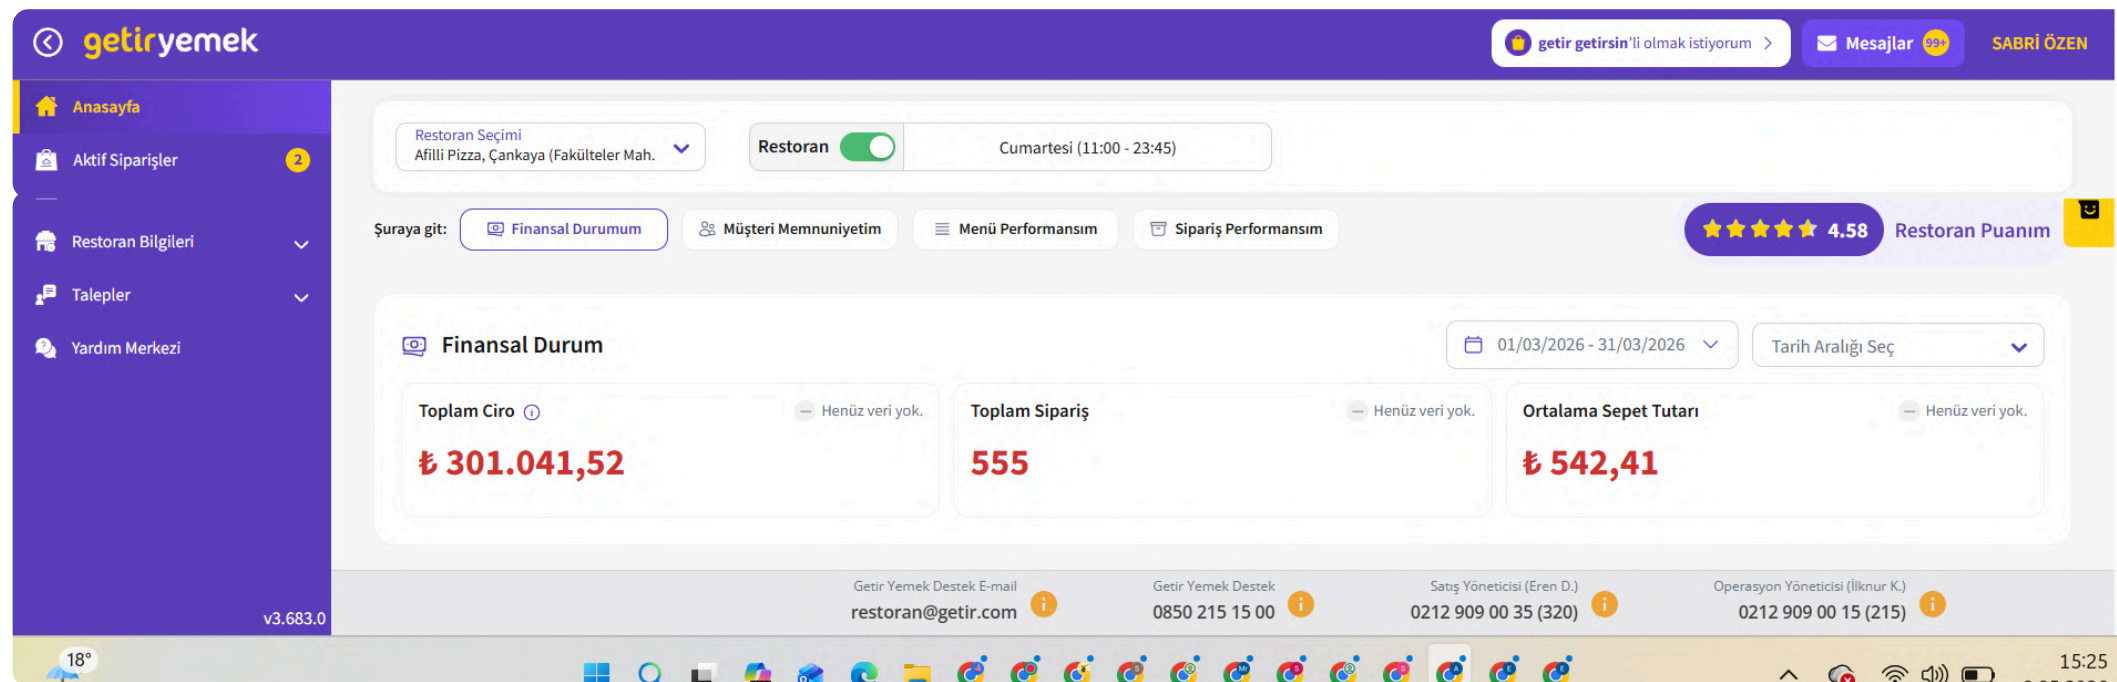 getiryemek
getir getirsin'li olmak istiyorum
Mesajlar 99+
SABRİ ÖZEN
Anasayfa
Aktif Siparişler 2
Restoran Bilgileri
Talepler
Yardım Merkezi
v3.683.0
Restoran Seçimi
Afilli Pizza, Çankaya (Fakülteler Mah.
Restoran
Cumartesi (11:00 - 23:45)
Şuraya git:
Finansal Durumum
Müşteri Memnuniyetim
Menü Performansım
Sipariş Performansım
4.58
Restoran Puanım
Finansal Durum
01/03/2026 - 31/03/2026
Tarih Aralığı Seç
Toplam Ciro
Henüz veri yok.
₺ 301.041,52
Toplam Sipariş
Henüz veri yok.
555
Ortalama Sepet Tutarı
Henüz veri yok.
₺ 542,41
Getir Yemek Destek E-mail
restoran@getir.com
Getir Yemek Destek
0850 215 15 00
Satış Yöneticisi (Eren D.)
0212 909 00 35 (320)
Operasyon Yöneticisi (İlknur K.)
0212 909 00 15 (215)
18°
15:25